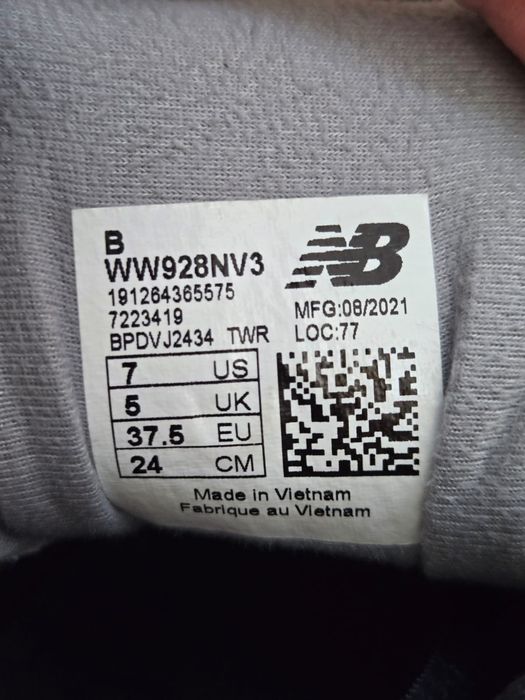 B
WW928NV3
191264365575
7223419
BPDVJ2434 TWR
NB
MFG:08/2021
LOC:77
7 US
5 UK
37.5 EU
24 CM
Made in Vietnam
Fabrique au Vietnam